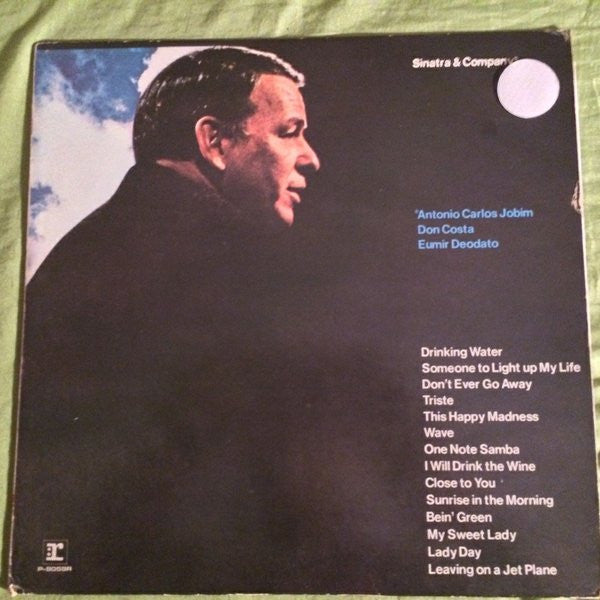 Sinatra & Company
*Antonio Carlos Jobim
Don Costa
Eumir Deodato
Drinking Water
Someone to Light up My Life
Don't Ever Go Away
Triste
This Happy Madness
Wave
One Note Samba
I Will Drink the Wine
Close to You
Sunrise in the Morning
Bein' Green
My Sweet Lady
Lady Day
Leaving on a Jet Plane
r